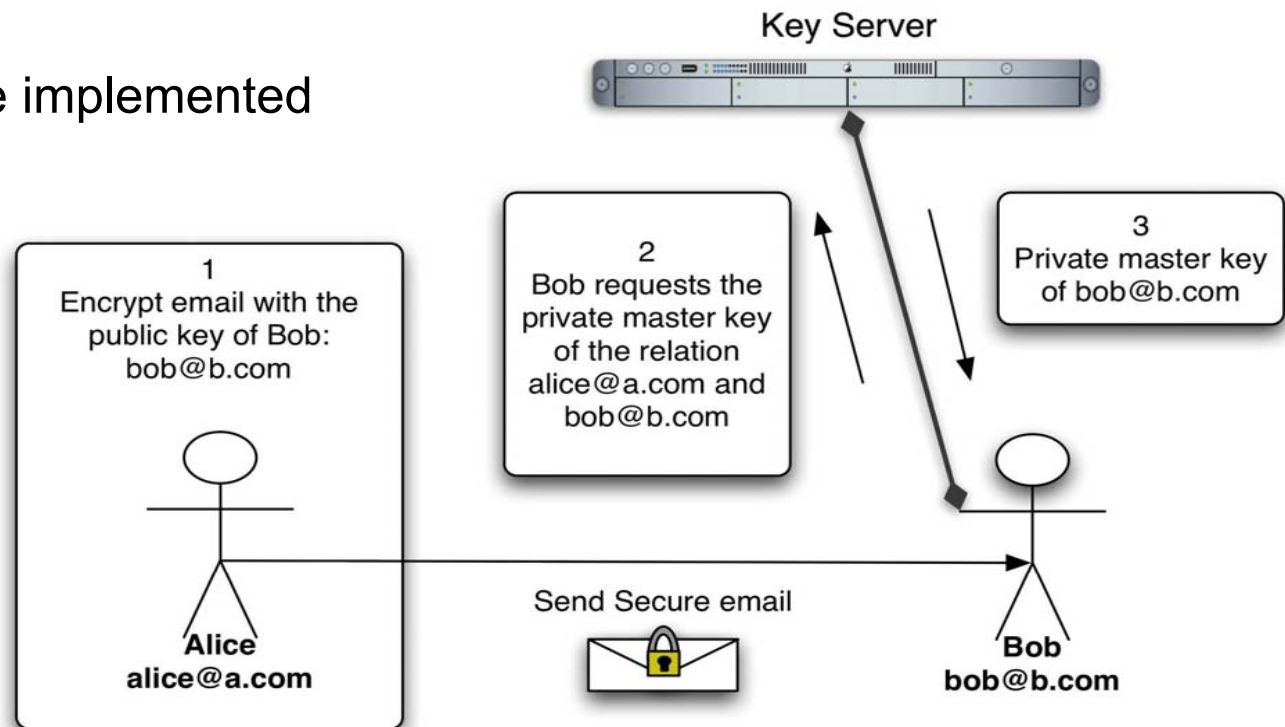 Key Server
e implemented
1
Encrypt email with the
public key of Bob:
bob@b.com
2
Bob requests the
private master key
of the relation
alice@a.com and
bob@b.com
3
Private master key
of bob@b.com
Send Secure email
Alice
alice@a.com
Bob
bob@b.com